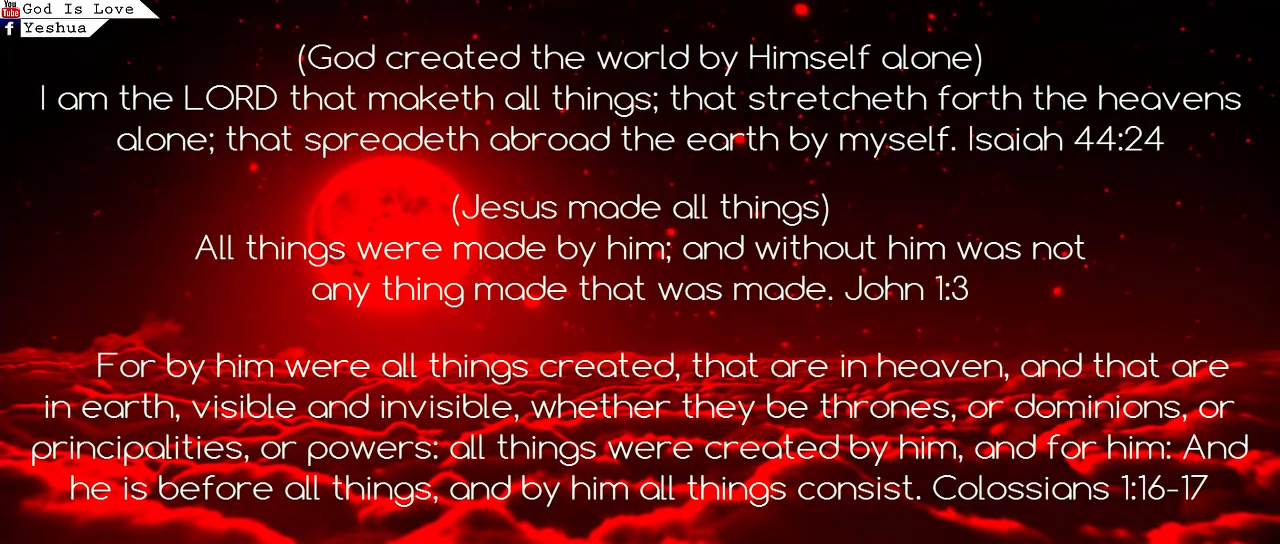 You
Tube
God Is Love
f
Yeshua
(God created the world by Himself alone)
I am the LORD that maketh all things; that stretcheth forth the heavens
alone; that spreadeth abroad the earth by myself. Isaiah 44:24
(Jesus made all things)
All things were made by him; and without him was not
any thing made that was made. John 1:3
For by him were all things created, that are in heaven, and that are
in earth, visible and invisible, whether they be thrones, or dominions, or
principalities, or powers: all things were created by him, and for him: And
he is before all things, and by him all things consist. Colossians 1:16-17